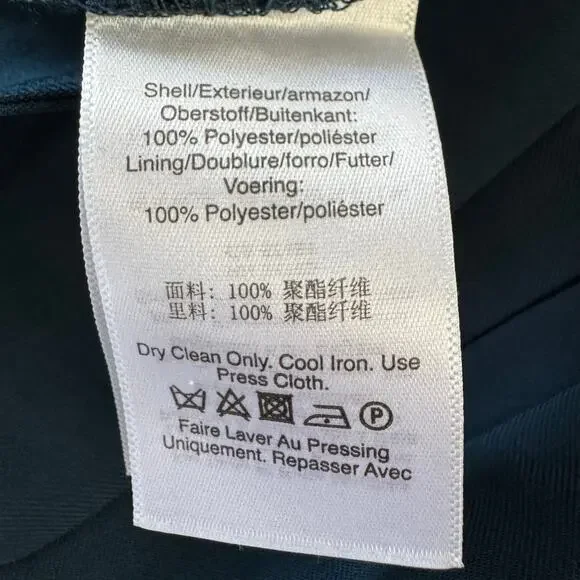 Shell/Exterieur/armazon/
Oberstoff/Buitenkant:
100% Polyester/poliéster
Lining/Doublure/forro/Futter/
Voering:
100% Polyester/poliéster
面料: 100% 聚酯纤维
里料: 100% 聚酯纤维
Dry Clean Only. Cool Iron. Use
Press Cloth.
P
Faire Laver Au Pressing
Uniquement. Repasser Avec